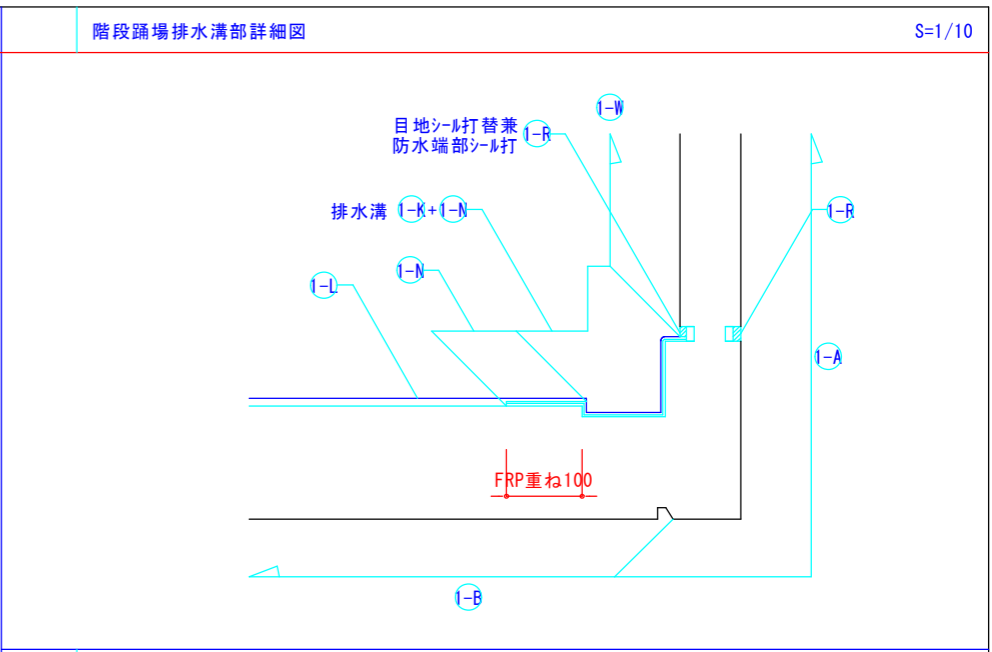 階段踊場排水溝部詳細図
S=1/10
1-W
目地シール打替兼
防水端部シール打
1-R
排水溝 1-K+1-N
1-R
1-N
1-L
1-A
FRP重ね100
1-B